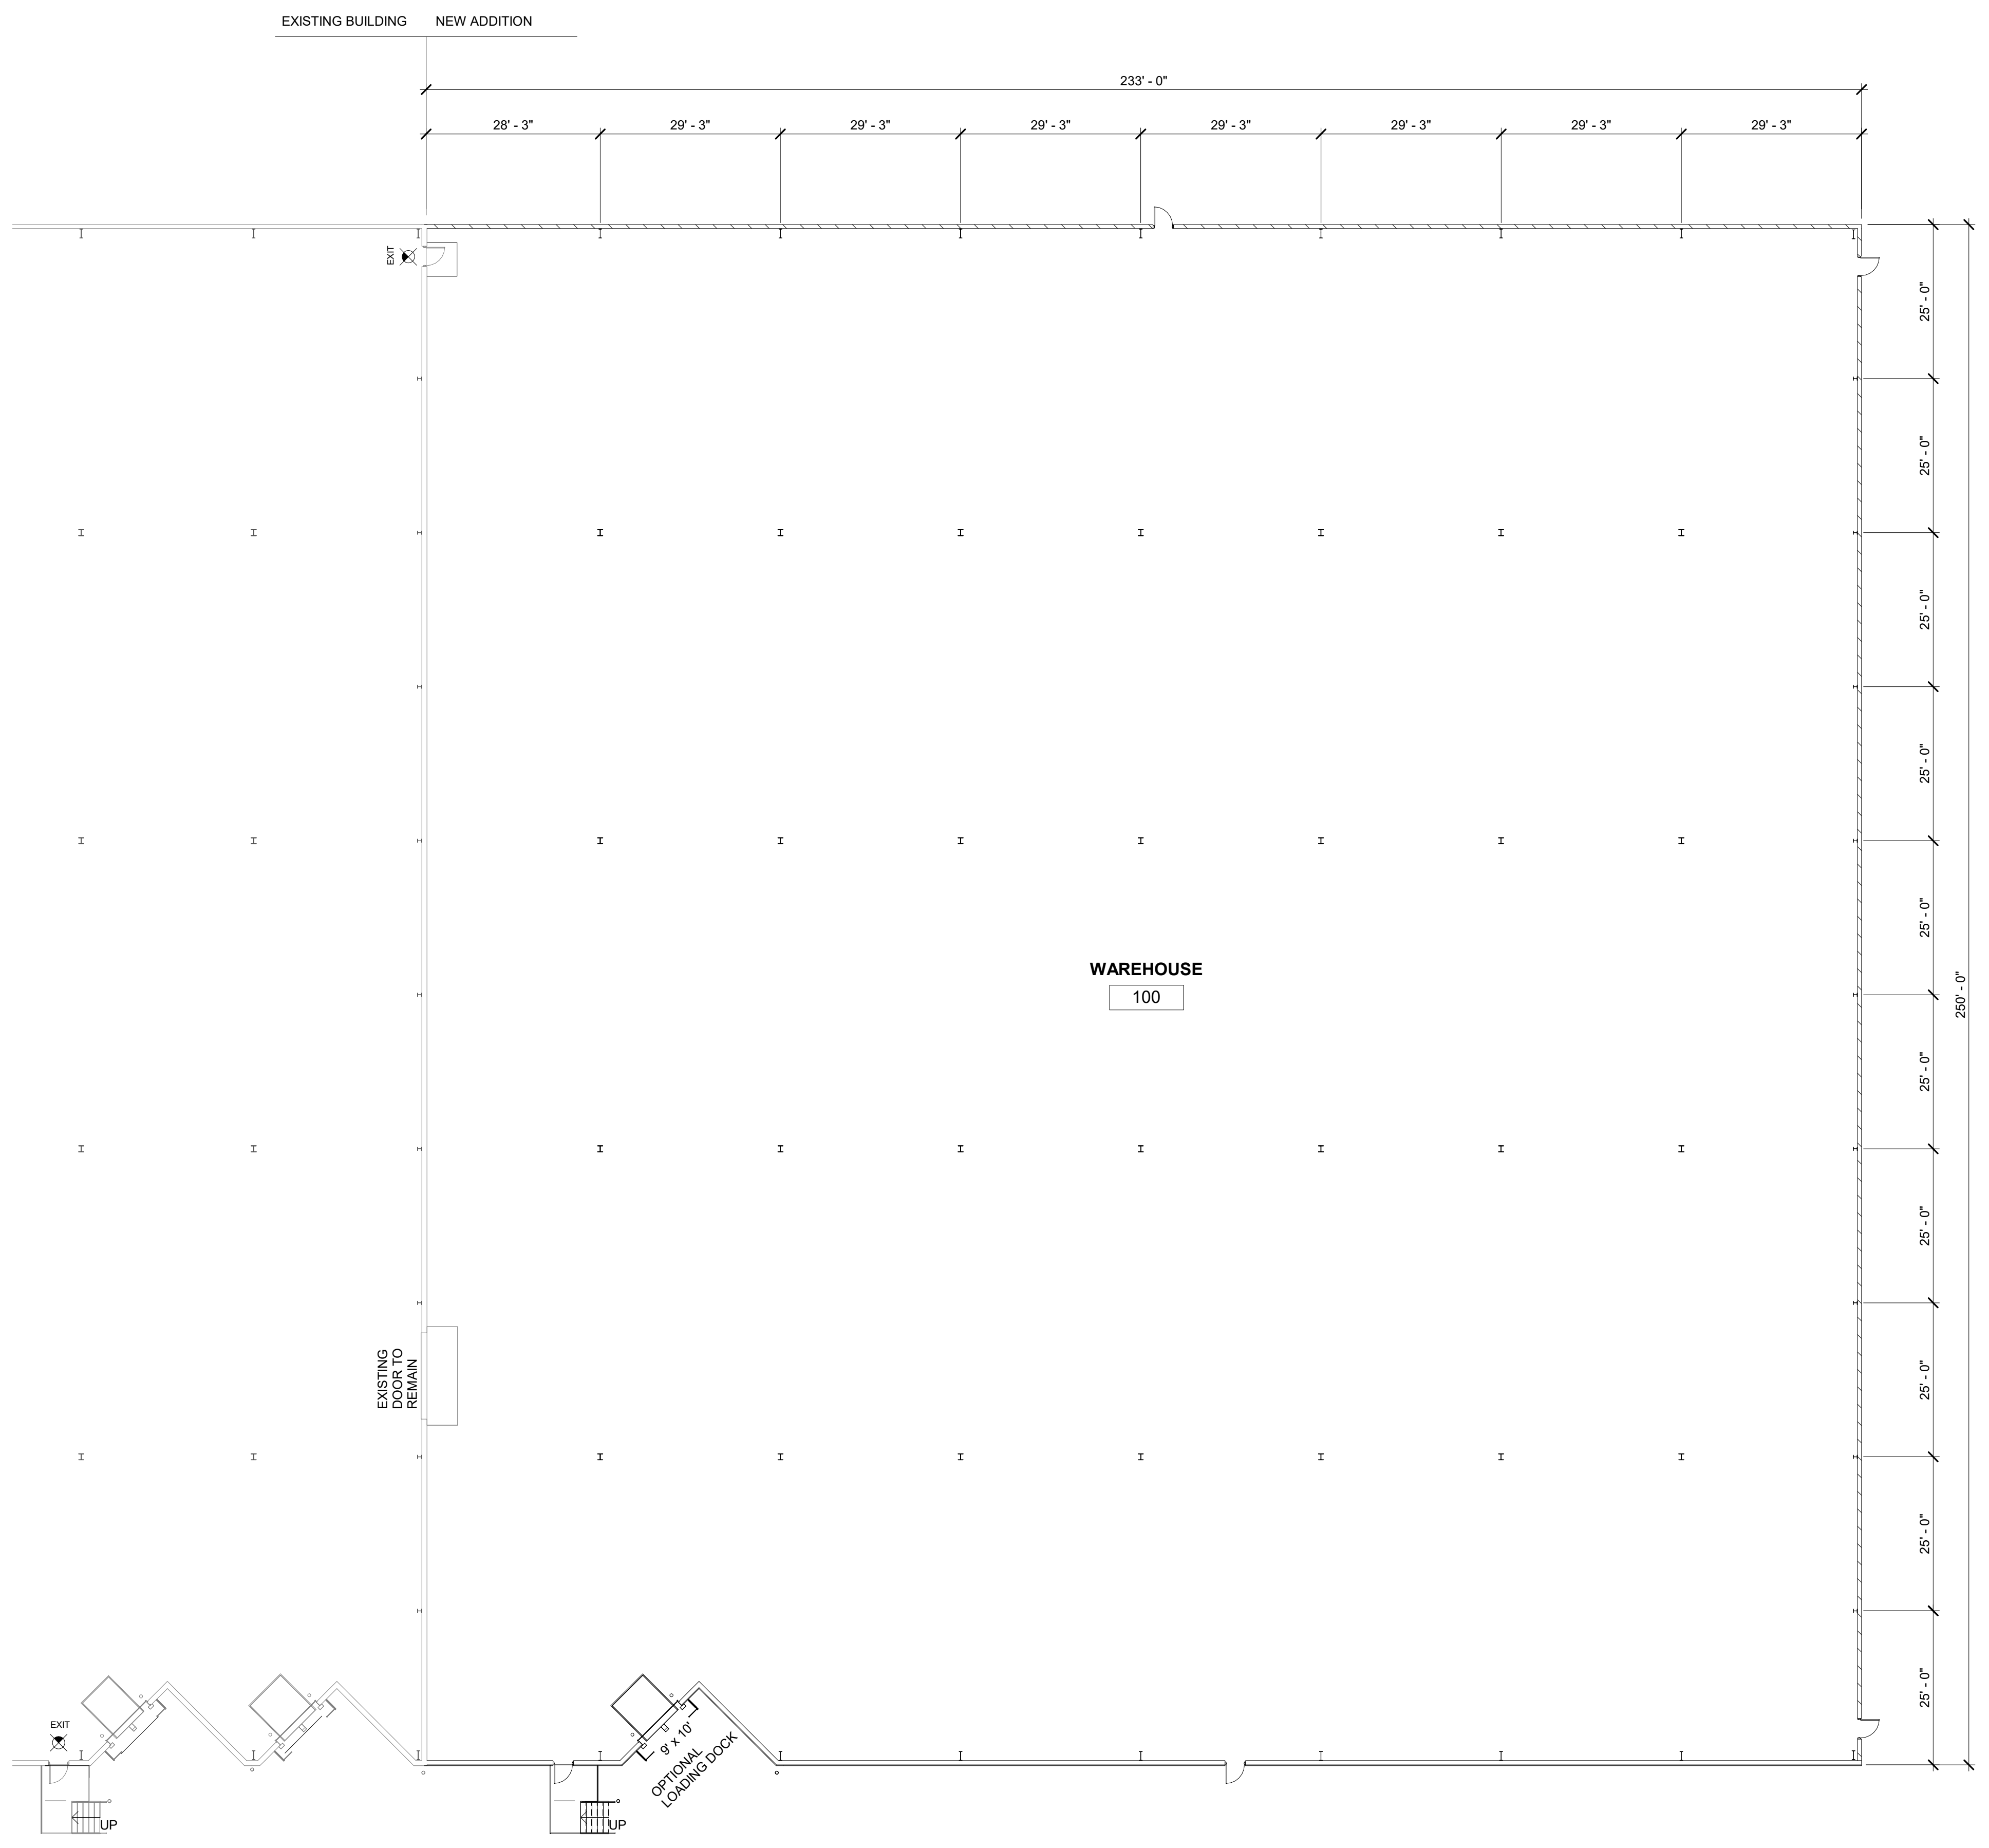 EXISTING BUILDING NEW ADDITION
233' - 0"
28' - 3" 29' - 3" 29' - 3" 29' - 3" 29' - 3" 29' - 3" 29' - 3" 29' - 3"
EXIT
25' - 0"
25' - 0"
25' - 0"
25' - 0"
25' - 0"
WAREHOUSE
100
250' - 0"
25' - 0"
25' - 0"
EXISTING
DOOR TO
REMAIN
25' - 0"
25' - 0"
25' - 0"
EXIT
9' x 10'
OPTIONAL
LOADING DOCK
UP
UP